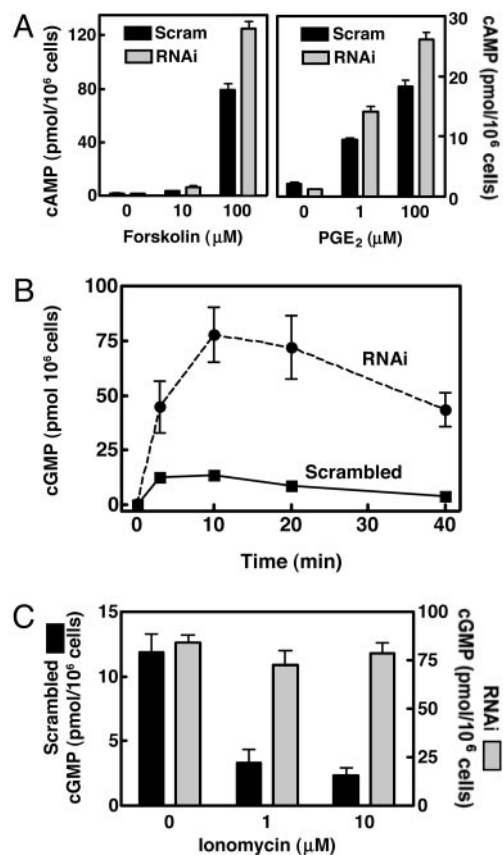 A
Scram
RNAi
120
80
40
0
cAMP (pmol/10⁶ cells)
0 10 100
Forskolin (µM)
Scram
RNAi
30
20
10
0
cAMP (pmol/10⁶ cells)
0 1 100
PGE₂ (µM)
B
100
75
50
25
0
cGMP (pmol 10⁶ cells)
RNAi
Scrambled
0 10 20 30 40
Time (min)
C
15
10
5
0
Scrambled
cGMP (pmol/10⁶ cells)
100
75
50
25
0
cGMP (pmol/10⁶ cells)
RNAi
0 1 10
Ionomycin (µM)